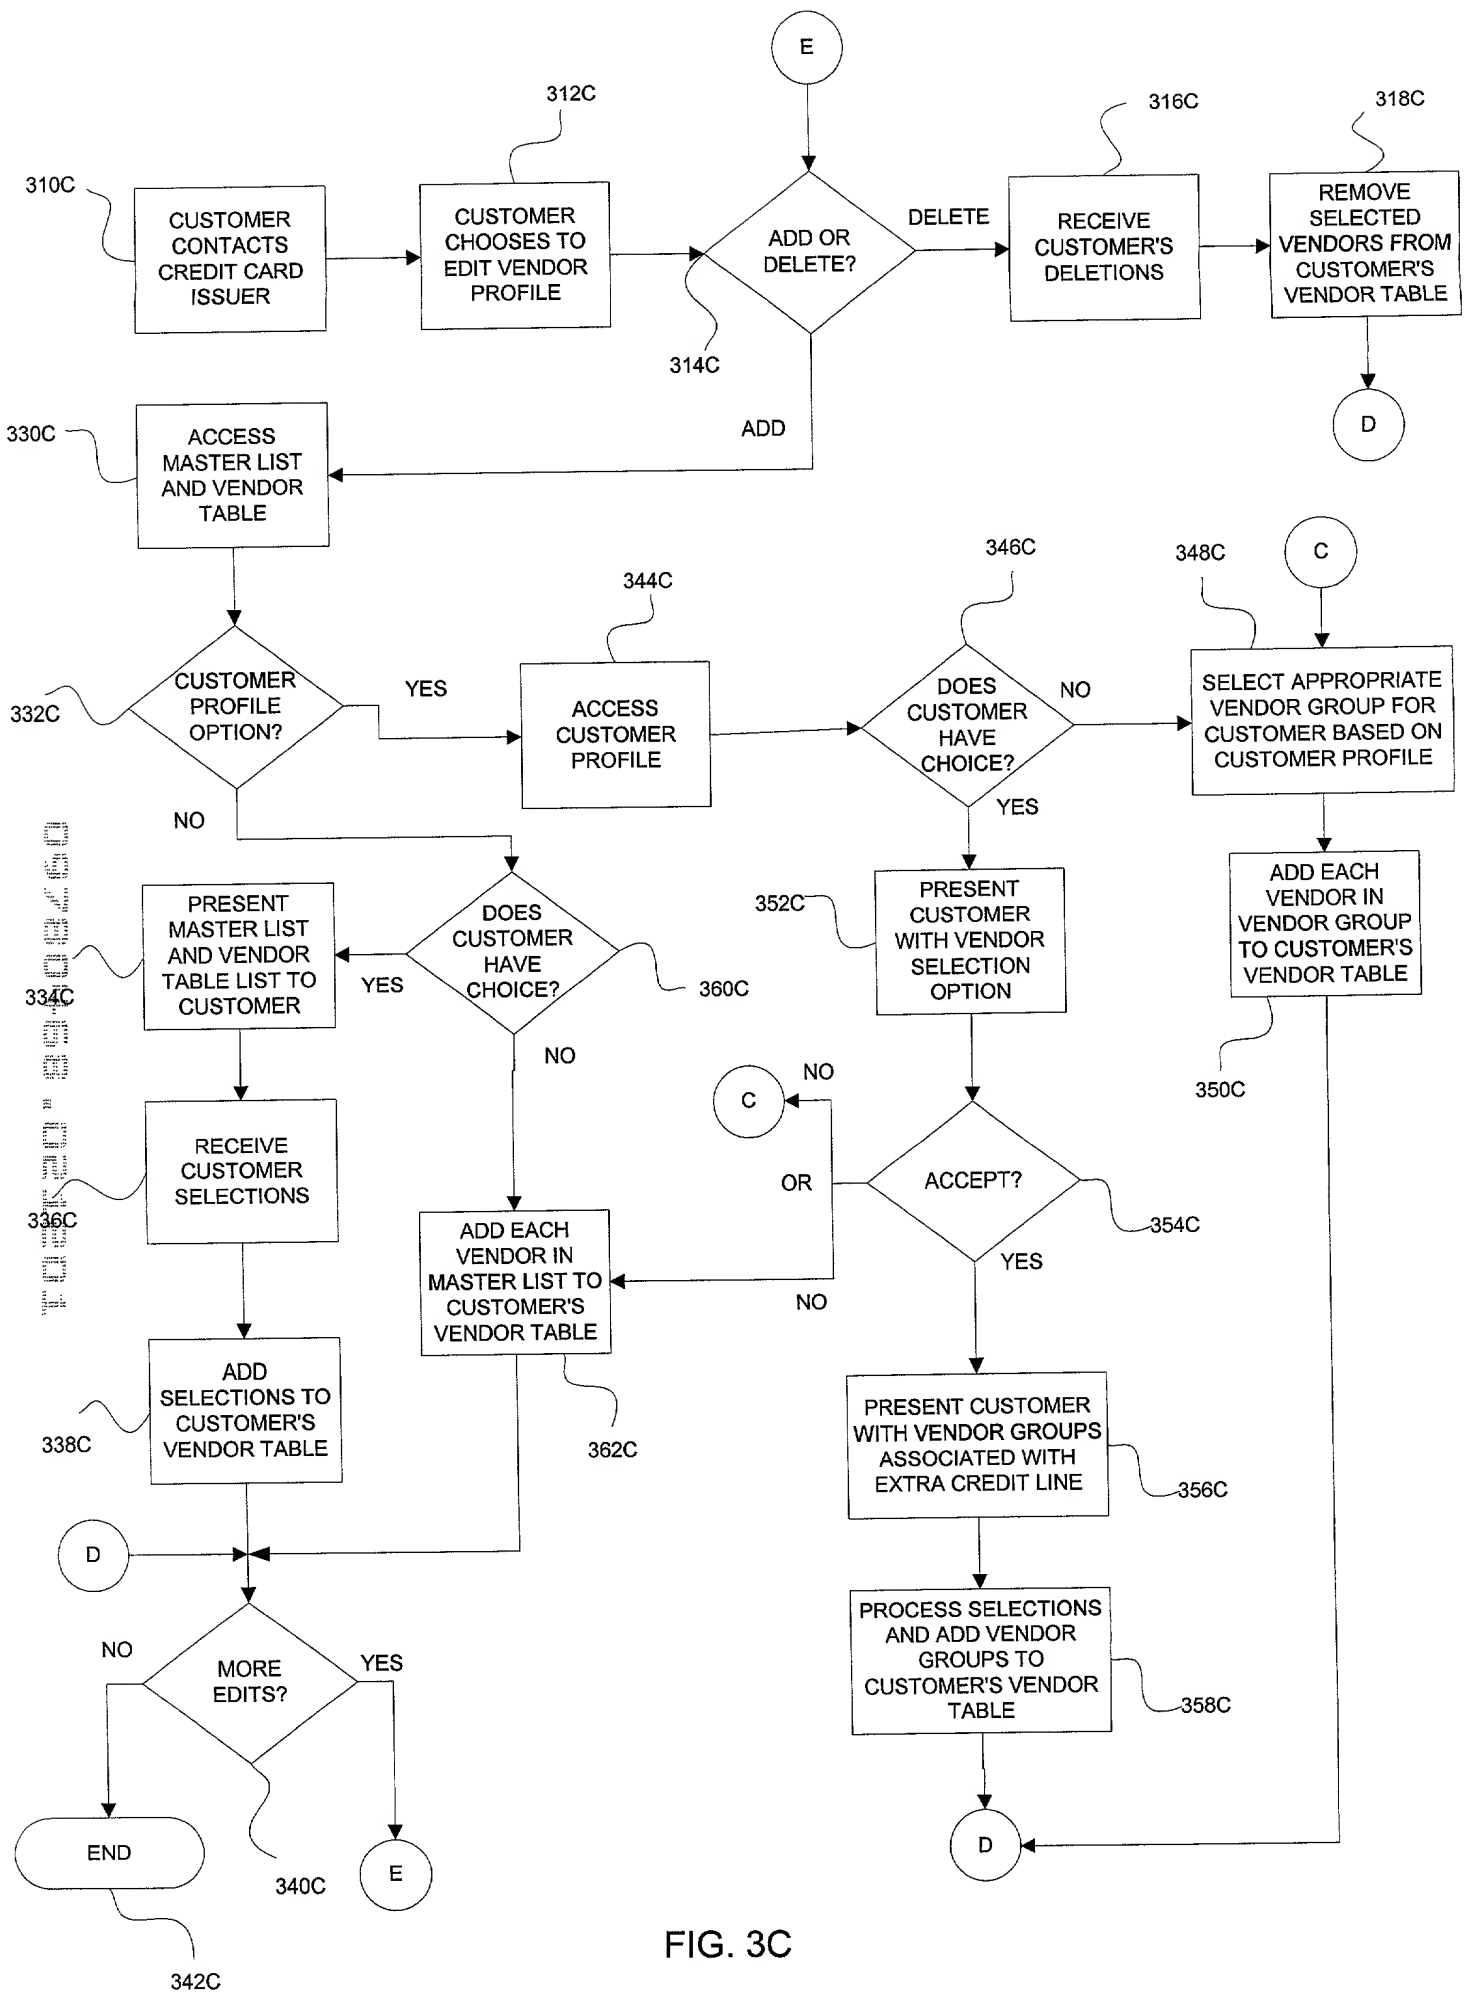 E
312C
316C
318C
310C
CUSTOMER
CONTACTS
CREDIT CARD
ISSUER
CUSTOMER
CHOOSES TO
EDIT VENDOR
PROFILE
ADD OR
DELETE?
DELETE
RECEIVE
CUSTOMER'S
DELETIONS
REMOVE
SELECTED
VENDORS FROM
CUSTOMER'S
VENDOR TABLE
314C
ADD
D
330C
ACCESS
MASTER LIST
AND VENDOR
TABLE
346C
348C
C
344C
332C
CUSTOMER
PROFILE
OPTION?
YES
ACCESS
CUSTOMER
PROFILE
DOES
CUSTOMER
HAVE
CHOICE?
NO
SELECT APPROPRIATE
VENDOR GROUP FOR
CUSTOMER BASED ON
CUSTOMER PROFILE
NO
YES
334C
PRESENT
MASTER LIST
AND VENDOR
TABLE LIST TO
CUSTOMER
YES
DOES
CUSTOMER
HAVE
CHOICE?
360C
352C
PRESENT
CUSTOMER
WITH VENDOR
SELECTION
OPTION
ADD EACH
VENDOR IN
VENDOR GROUP
TO CUSTOMER'S
VENDOR TABLE
350C
NO
C
NO
336C
RECEIVE
CUSTOMER
SELECTIONS
OR
ACCEPT?
354C
ADD EACH
VENDOR IN
MASTER LIST TO
CUSTOMER'S
VENDOR TABLE
NO
YES
362C
338C
ADD
SELECTIONS TO
CUSTOMER'S
VENDOR TABLE
PRESENT CUSTOMER
WITH VENDOR GROUPS
ASSOCIATED WITH
EXTRA CREDIT LINE
356C
D
PROCESS SELECTIONS
AND ADD VENDOR
GROUPS TO
CUSTOMER'S VENDOR
TABLE
358C
NO
MORE
EDITS?
YES
END
340C
E
D
342C
FIG. 3C